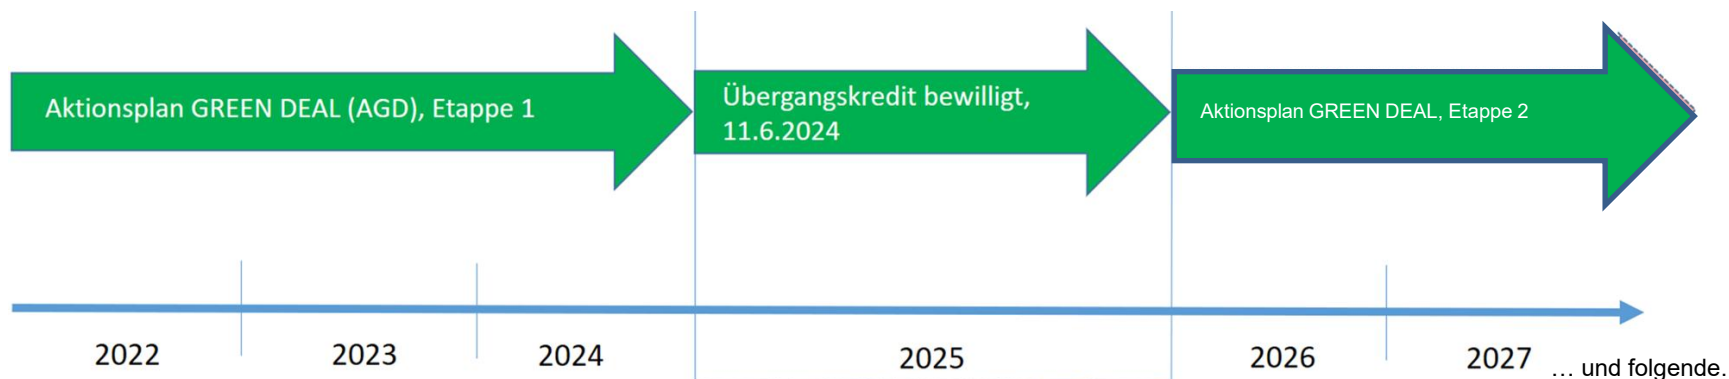 Aktionsplan GREEN DEAL (AGD), Etappe 1
Übergangskredit bewilligt,
11.6.2024
Aktionsplan GREEN DEAL, Etappe 2
2022
2023
2024
2025
2026
2027
... und folgende.